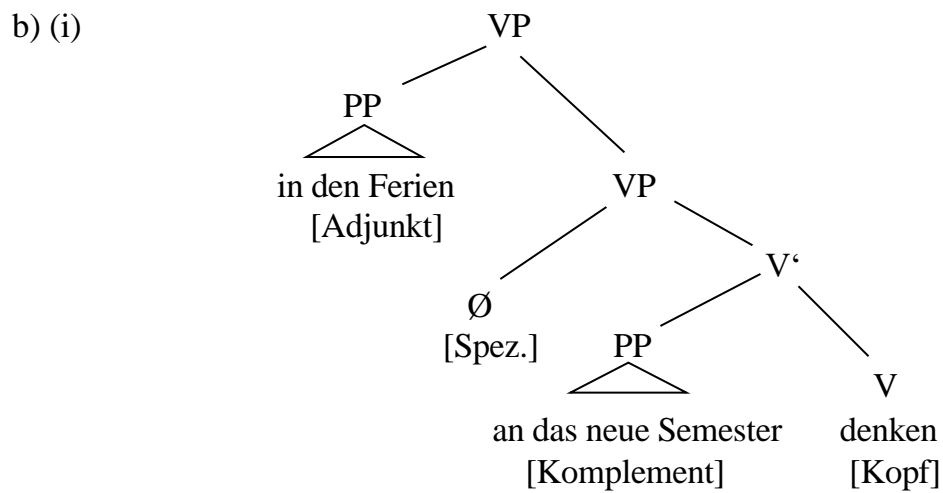 b) (i) VP
PP
in den Ferien VP
[Adjunkt]
V‘
Ø
[Spez.] PP
V
an das neue Semester denken
[Komplement] [Kopf]